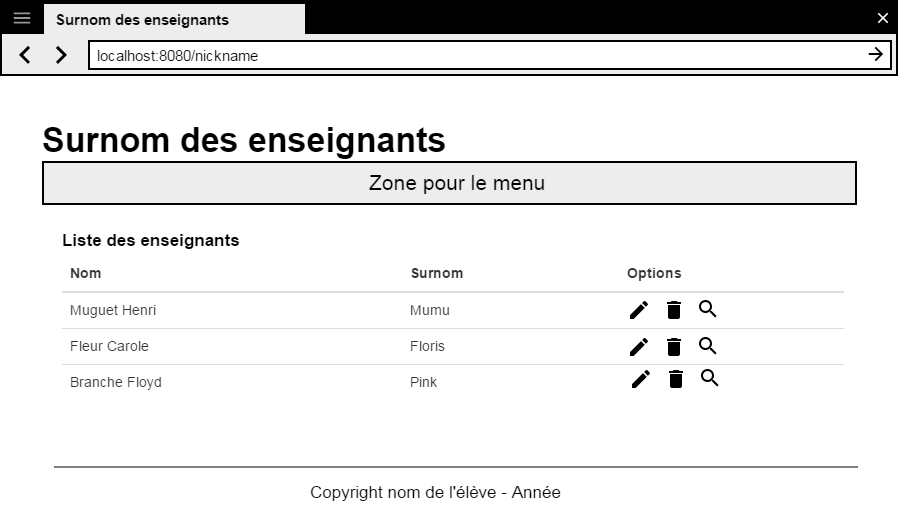 Surnom des enseignants
localhost:8080/nickname
Surnom des enseignants
Zone pour le menu
Liste des enseignants
Nom Surnom Options
Muguet Henri Mumu
Fleur Carole Floris
Branche Floyd Pink
Copyright nom de l'élève - Année